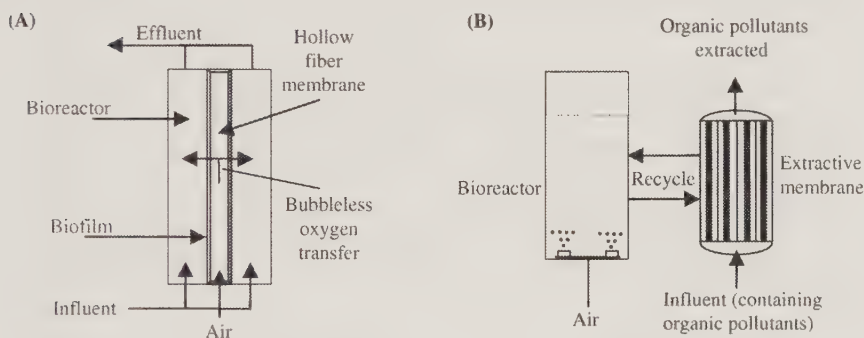 (A)
Effluent
Hollow
fiber
membrane
Bioreactor
Bubbleless
oxygen
transfer
Biofilm
Influent
Air
(B)
Organic pollutants
extracted
Bioreactor
Recycle
Extractive
membrane
Air
Influent (containing
organic pollutants)